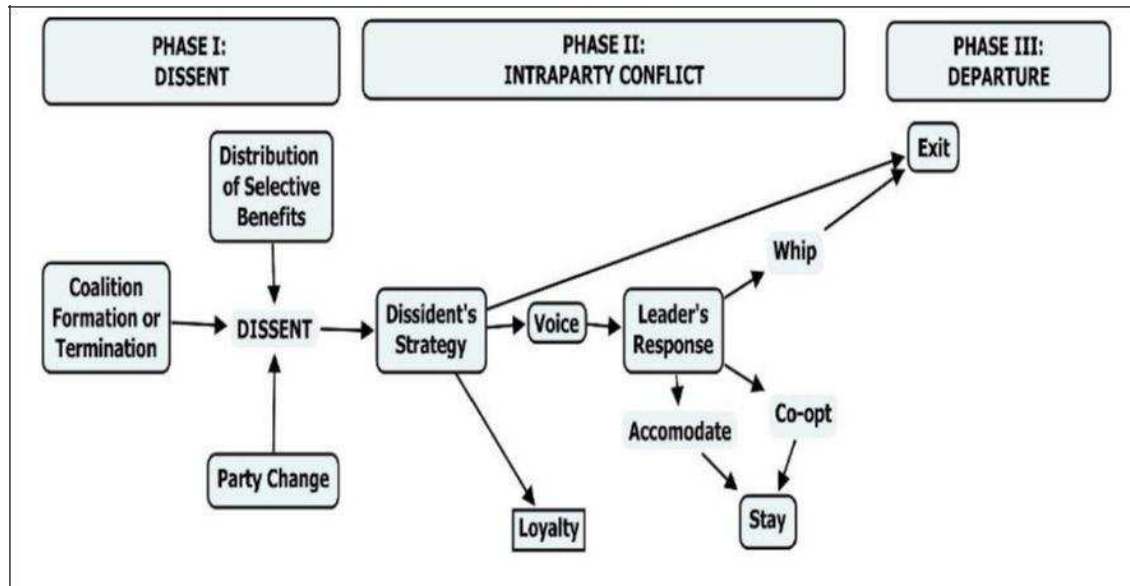 PHASE I:
DISSENT
PHASE II:
INTRAPARTY CONFLICT
PHASE III:
DEPARTURE
Distribution
of Selective
Benefits
Coalition
Formation or
Termination
DISSENT
Party Change
Dissident's
Strategy
Voice
Leader's
Response
Loyalty
Exit
Whip
Accomodate
Co-opt
Stay